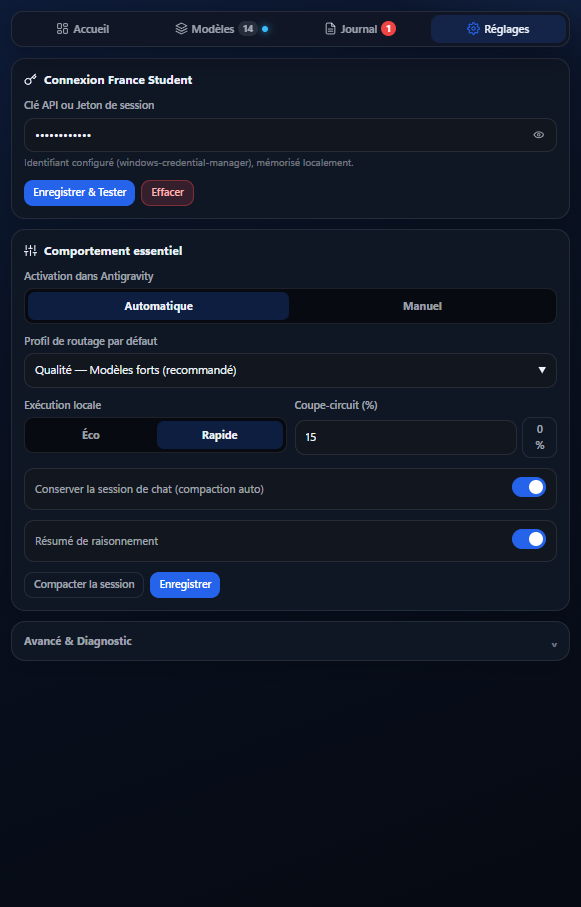 Accueil
Modèles 14
Journal 1
Réglages
Connexion France Student
Clé API ou Jeton de session
••••••••••••
Identifiant configuré (windows-credential-manager), mémorisé localement.
Enregistrer & Tester
Effacer
Comportement essentiel
Activation dans Antigravity
Automatique
Manuel
Profil de routage par défaut
Qualité — Modèles forts (recommandé)
Exécution locale
Éco
Rapide
Coupe-circuit (%)
15
0
%
Conserver la session de chat (compaction auto)
Résumé de raisonnement
Compacter la session
Enregistrer
Avancé & Diagnostic